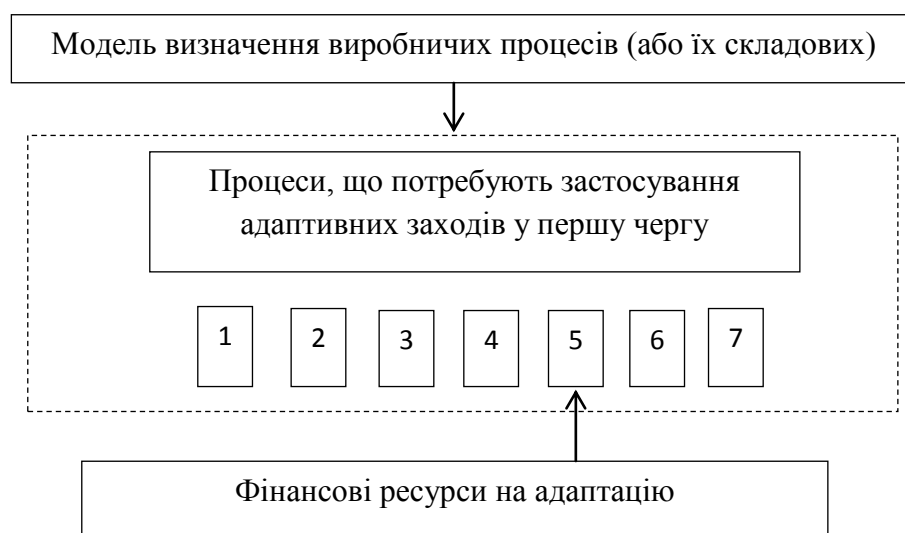 Модель визначення виробничих процесів (або їх складових)
Процеси, що потребують застосування
адаптивних заходів у першу чергу
1 2 3 4 5 6 7
Фінансові ресурси на адаптацію